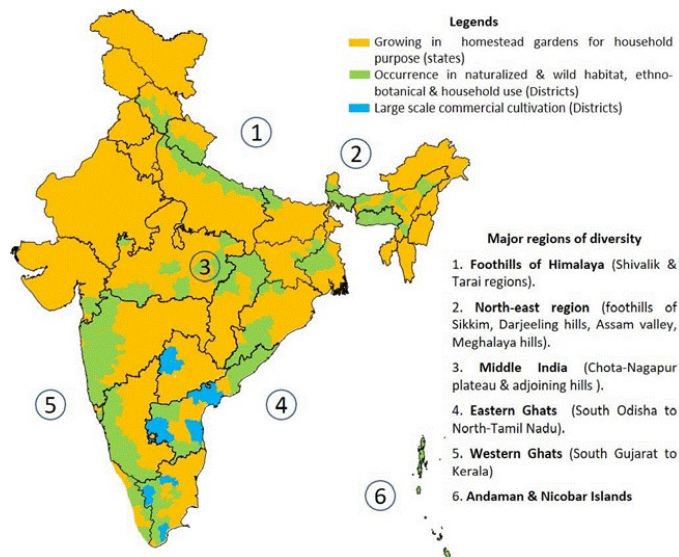 Legends
Growing in homestead gardens for household
purpose (states)
Occurrence in naturalized & wild habitat, ethno-
botanical & household use (Districts)
Large scale commercial cultivation (Districts)
1
2
3
4
5
6
Major regions of diversity
1. Foothills of Himalaya (Shivalik &
Tarai regions).
2. North-east region (foothills of
Sikkim, Darjeeling hills, Assam valley,
Meghalaya hills).
3. Middle India (Chota-Nagapur
plateau & adjoining hills ).
4. Eastern Ghats (South Odisha to
North-Tamil Nadu).
5. Western Ghats (South Gujarat to
Kerala)
6. Andaman & Nicobar Islands